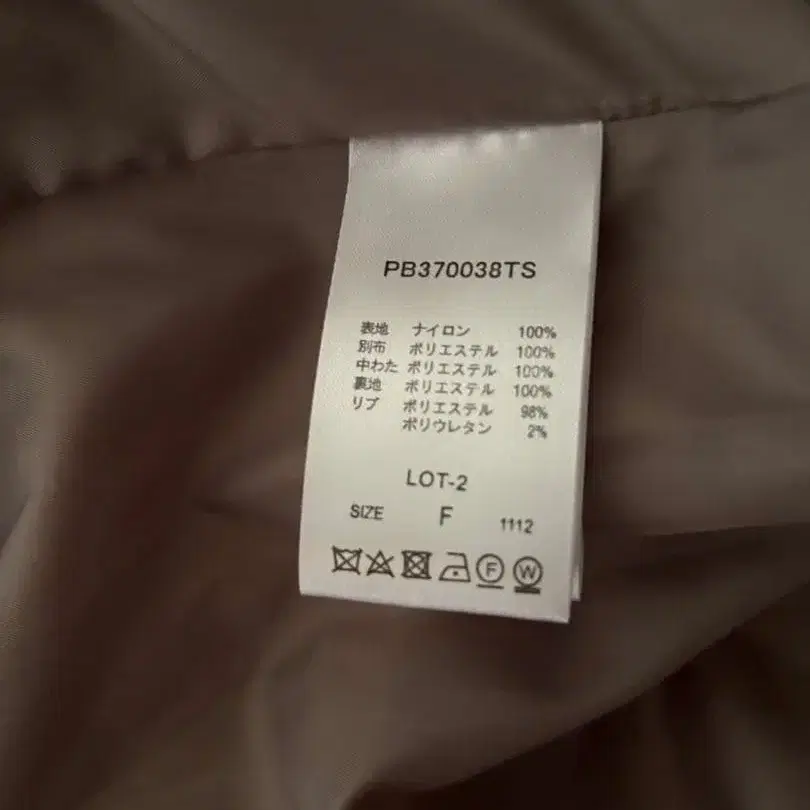 PB370038TS
表地 ナイロン 100%
別布 ポリエステル 100%
中わた ポリエステル 100%
裏地 ポリエステル 100%
リブ ポリエステル 98%
ポリウレタン 2%
LOT-2
SIZE F 1112
F W